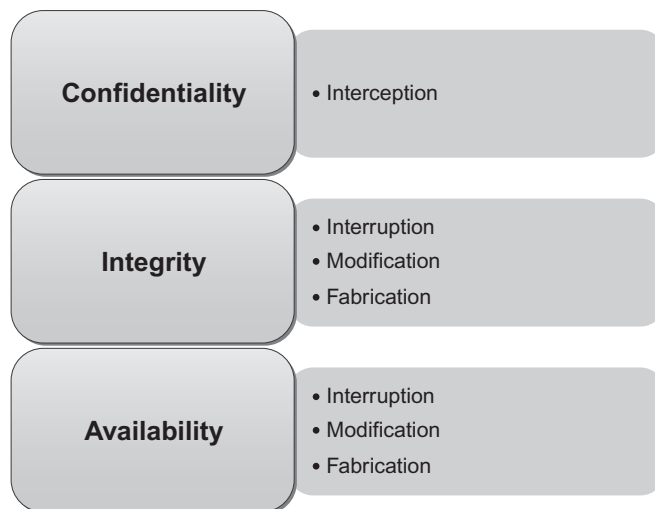 Confidentiality
• Interception
Integrity
• Interruption
• Modification
• Fabrication
Availability
• Interruption
• Modification
• Fabrication